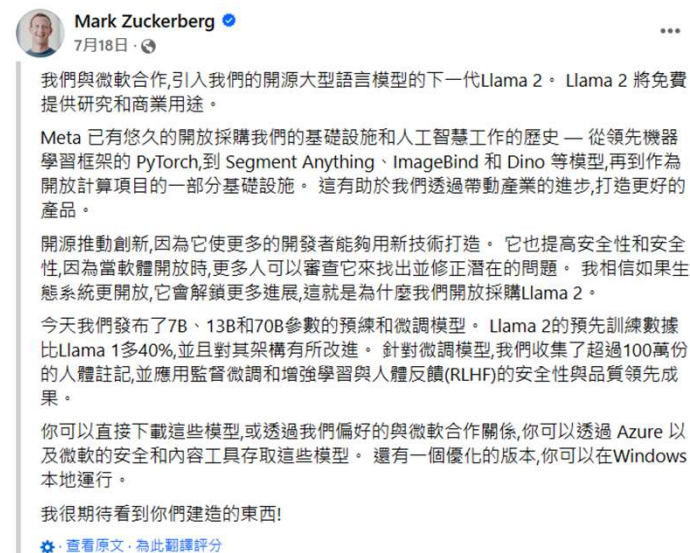 Mark Zuckerberg
7月18日 ·
我們與微軟合作,引入我們的開源大型語言模型的下一代Llama 2。 Llama 2 將免費
提供研究和商業用途。
Meta 已有悠久的開放採購我們的基礎設施和人工智慧工作的歷史 — 從領先機器
學習框架的 PyTorch,到 Segment Anything、ImageBind 和 Dino 等模型,再到作為
開放計算項目的一部分基礎設施。 這有助於我們透過帶動產業的進步,打造更好的
產品。
開源推動創新,因為它使更多的開發者能夠用新技術打造。 它也提高安全性和安全
性,因為當軟體開放時,更多人可以審查它來找出並修正潛在的問題。 我相信如果生
態系統更開放,它會解鎖更多進展,這就是為什麼我們開放採購Llama 2。
今天我們發布了7B、13B和70B參數的預練和微調模型。 Llama 2的預先訓練數據
比Llama 1多40%,並且對其架構有所改進。 針對微調模型,我們收集了超過100萬份
的人體註記,並應用監督微調和增強學習與人體反饋(RLHF)的安全性與品質領先成
果。
你可以直接下載這些模型,或透過我們偏好的與微軟合作關係,你可以透過 Azure 以
及微軟的安全和內容工具存取這些模型。 還有一個優化的版本,你可以在Windows
本地運行。
我很期待看到你們建造的東西!
· 查看原文 · 為此翻譯評分